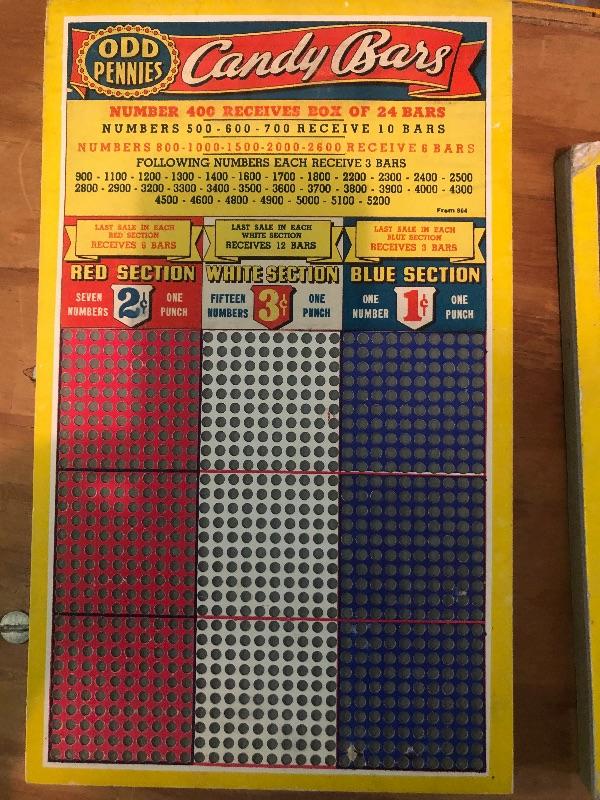 ODD PENNIES
Candy Bars
NUMBER 400 RECEIVES BOX OF 24 BARS
NUMBERS 500 - 600 - 700 RECEIVE 10 BARS
NUMBERS 800-1000-1500-2000-2600 RECEIVE 6 BARS
FOLLOWING NUMBERS EACH RECEIVE 3 BARS
900 - 1100 - 1200 - 1300 - 1400 - 1600 - 1700 - 1800 - 2200 - 2300 - 2400 - 2500
2800 - 2900 - 3200 - 3300 - 3400 - 3500 - 3600 - 3700 - 3800 - 3900 - 4000 - 4300
4500 - 4600 - 4800 - 4900 - 5000 - 5100 - 5200
From 864
LAST SALE IN EACH
RED SECTION
RECEIVES 6 BARS
LAST SALE IN EACH
WHITE SECTION
RECEIVES 12 BARS
LAST SALE IN EACH
BLUE SECTION
RECEIVES 3 BARS
RED SECTION
SEVEN NUMBERS
2¢
ONE PUNCH
WHITE SECTION
FIFTEEN NUMBERS
3¢
ONE PUNCH
BLUE SECTION
ONE NUMBER
1¢
ONE PUNCH